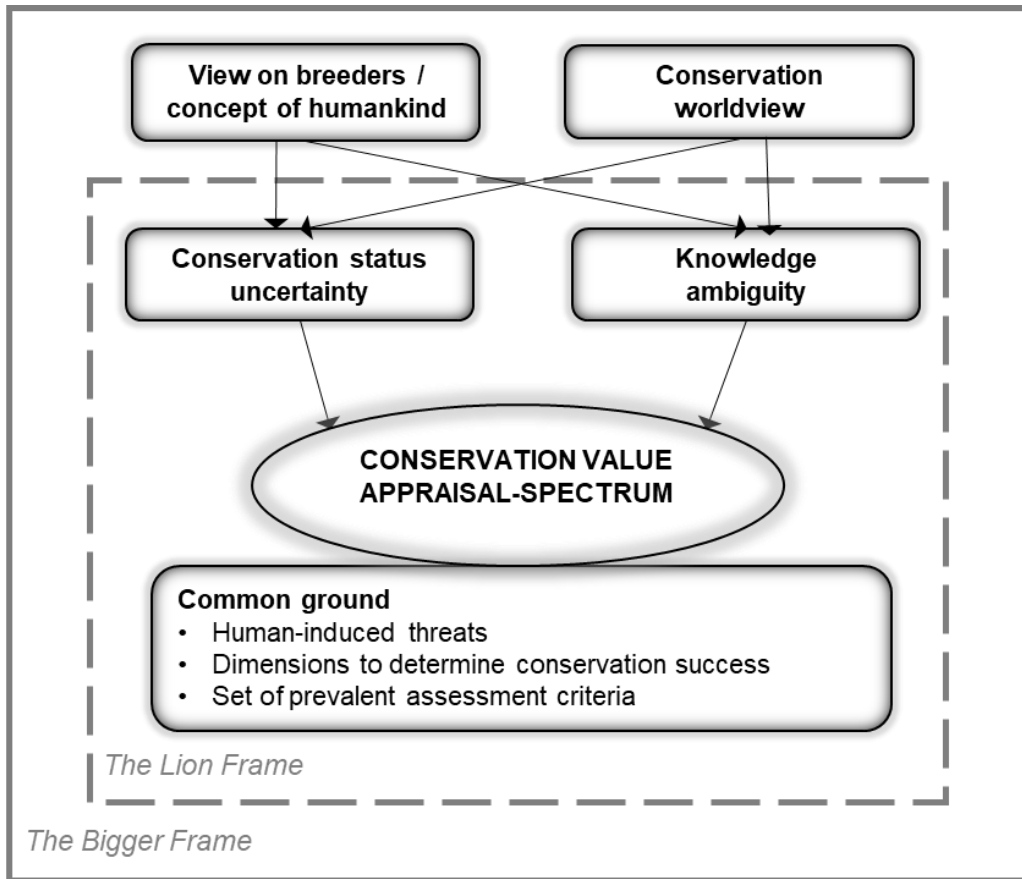 View on breeders /
concept of humankind
Conservation
worldview
Conservation status
uncertainty
Knowledge
ambiguity
CONSERVATION VALUE
APPRAISAL-SPECTRUM
Common ground
• Human-induced threats
• Dimensions to determine conservation success
• Set of prevalent assessment criteria
The Lion Frame
The Bigger Frame